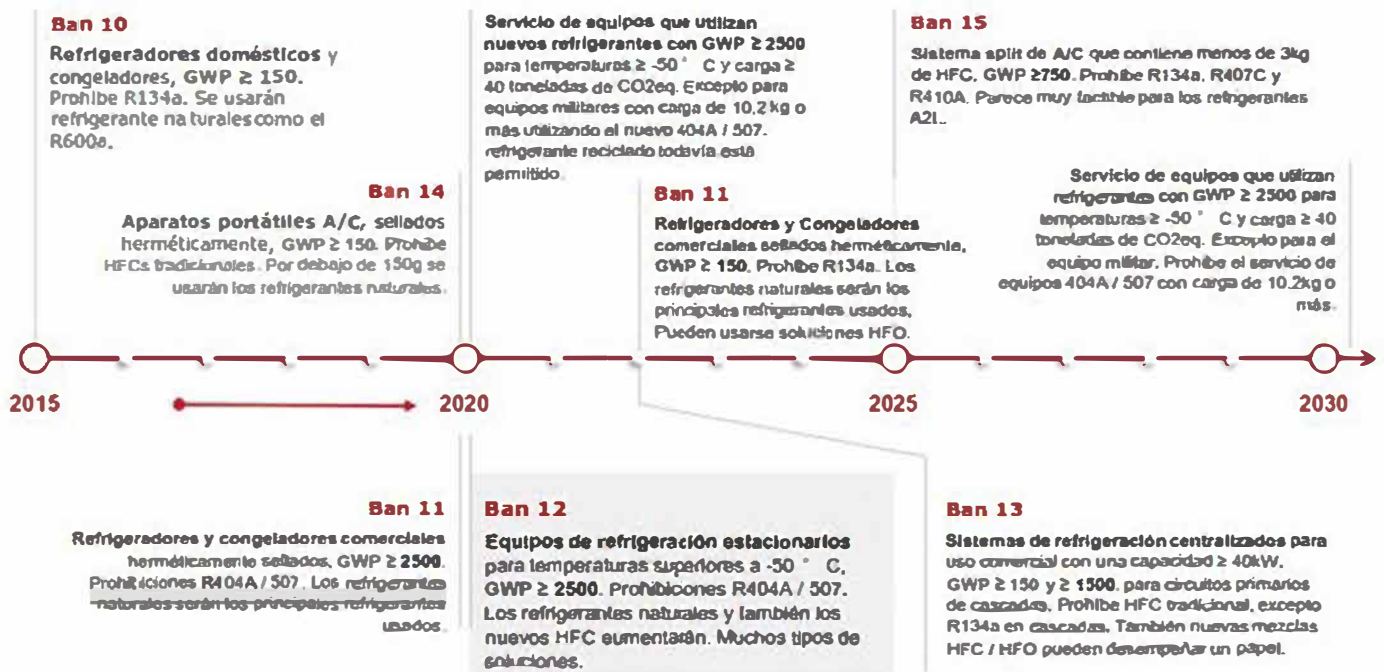 Ban 10
Refrigeradores domésticos y
congeladores, GWP ≥ 150.
Prohibe R134a. Se usarán
refrigerante na turales como el
R600a.
Ban 14
Aparatos portátiles A/C, sellados
herméticamente, GWP ≥ 150. Prohibe
HFCs tradicionales. Por debajo de 150g se
usarán los refrigerantes naturales.
Servicio de equipos que utilizan
nuevos refrigerantes con GWP ≥ 2500
para temperaturas ≥ -50 ° C y carga ≥
40 toneladas de CO2eq. Excepto para
equipos militares con carga de 10,2 kg o
más utilizando el nuevo 404A / 507.
refrigerante reciclado todavía está
permitido.
Ban 11
Refrigeradores y Congeladores
comerciales sellados herméticamente,
GWP ≥ 150. Prohibe R134a. Los
refrigerantes naturales serán los
principales refrigerantes usados.
Pueden usarse soluciones HFO.
Ban 15
Sistema split de A/C que contiene menos de 3kg
de HFC, GWP ≥750. Prohibe R134a, R407C y
R410A. Parece muy factible para los refrigerantes
A2L.
Servicio de equipos que utilizan
refrigerantes con GWP ≥ 2500 para
temperaturas ≥ -50 ° C y carga ≥ 40
toneladas de CO2eq. Excepto para el
equipo militar. Prohibe el servicio de
equipos 404A / 507 con carga de 10.2kg o
más.
2015
2020
2025
2030
Ban 11
Refrigeradores y congeladores comerciales
herméticamente sellados, GWP ≥ 2500.
Prohibiciones R404A / 507. Los refrigerantes
naturales serán los principales refrigerantes
usados.
Ban 12
Equipos de refrigeración estacionarios
para temperaturas superiores a -50 ° C,
GWP ≥ 2500. Prohibiciones R404A / 507.
Los refrigerantes naturales y también los
nuevos HFC aumentarán. Muchos tipos de
soluciones.
Ban 13
Sistemas de refrigeración centralizados para
uso comercial con una capacidad ≥ 40kW,
GWP ≥ 150 y ≥ 1500, para circuitos primarios
de cascadas. Prohibe HFC tradicional, excepto
R134a en cascadas. También nuevas mezclas
HFC / HFO pueden desempeñar un papel.